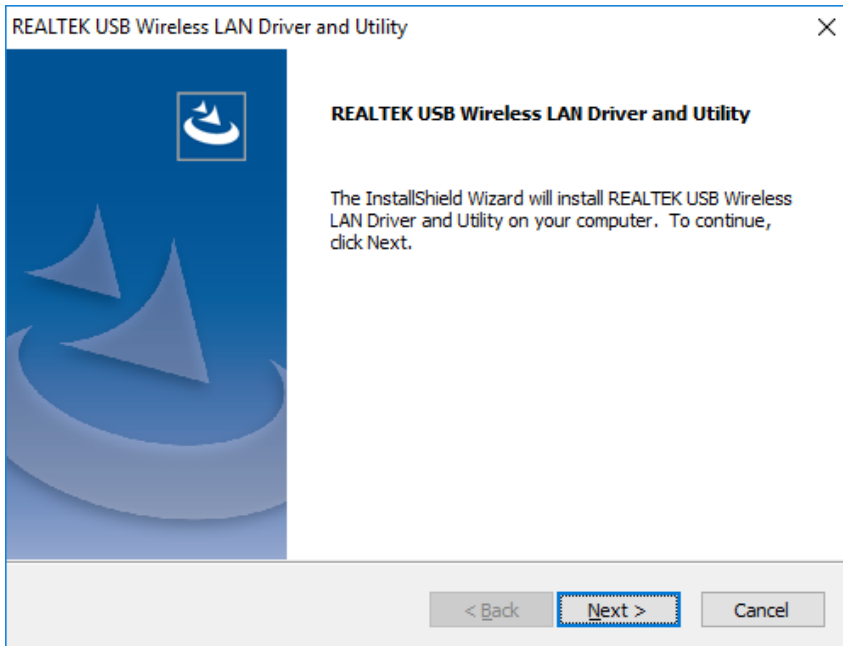 REALTEK USB Wireless LAN Driver and Utility
REALTEK USB Wireless LAN Driver and Utility
The InstallShield Wizard will install REALTEK USB Wireless
LAN Driver and Utility on your computer.  To continue,
click Next.
< Back
Next >
Cancel